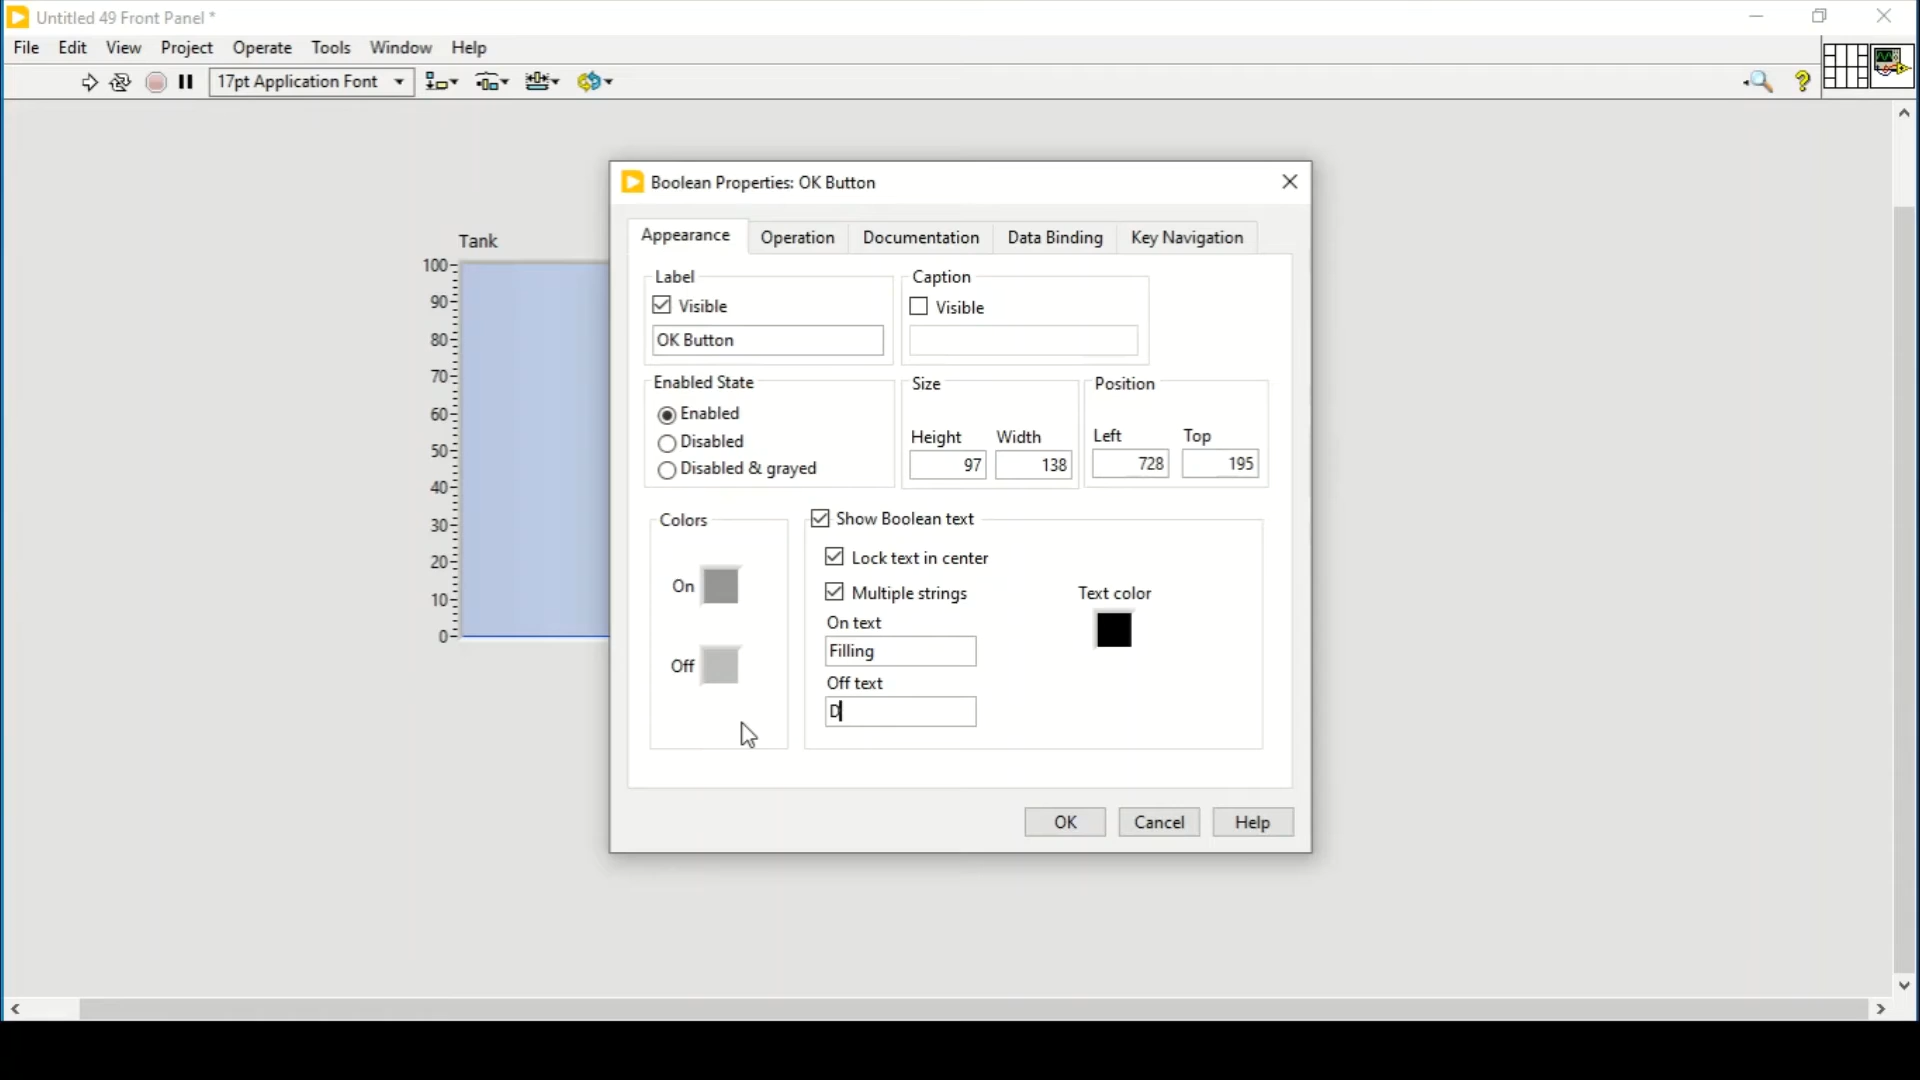 Untitled 49 Front Panel *
File Edit View Project Operate Tools Window Help
17pt Application Font
Tank
100
90
80
70
60
50
40
30
20
10
0
Boolean Properties: OK Button
Appearance Operation Documentation Data Binding Key Navigation
Label
Visible
OK Button
Caption
Visible
Enabled State
Enabled
Disabled
Disabled & grayed
Size
Height Width
97 138
Position
Left Top
728 195
Colors
On
Off
Show Boolean text
Lock text in center
Multiple strings
On text
Filling
Off text
D
Text color
OK Cancel Help